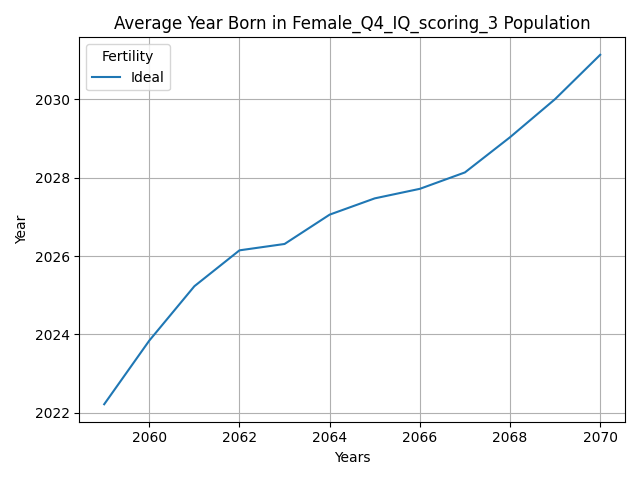 Average Year Born in Female_Q4_IQ_scoring_3 Population
Fertility
Ideal
2030
2028
2026
2024
2022
Year
2060 2062 2064 2066 2068 2070
Years